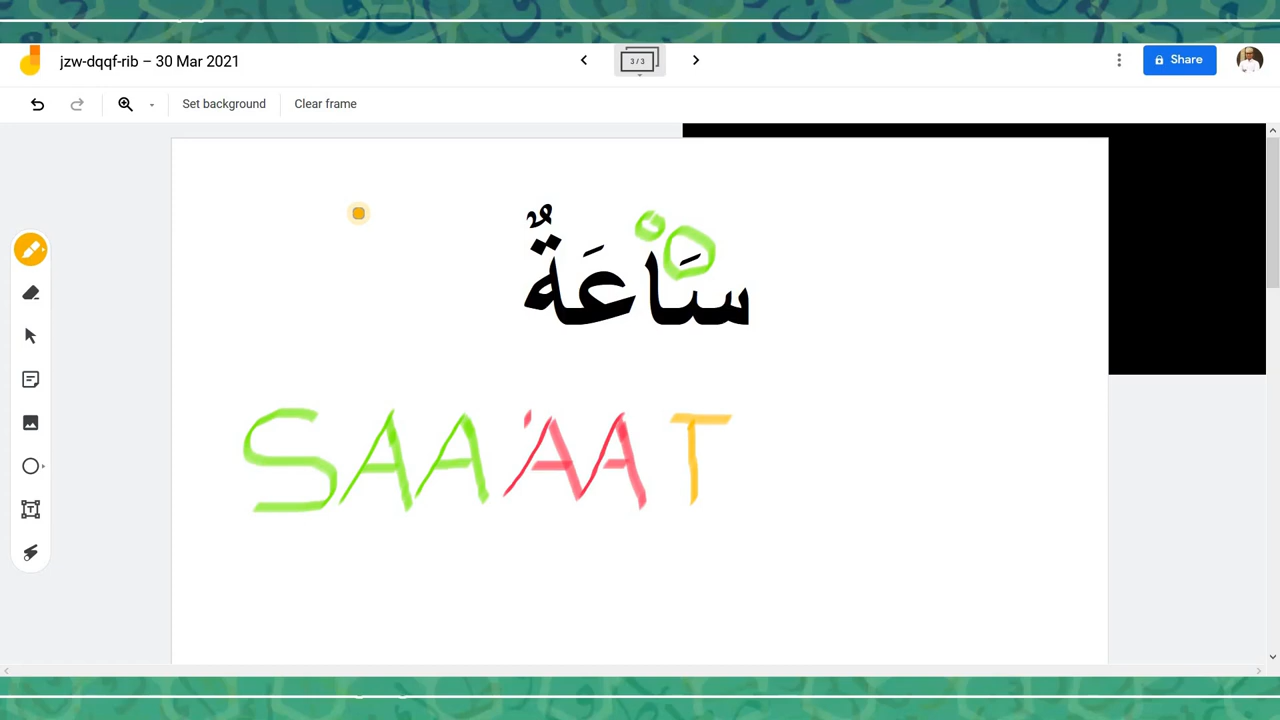 jzw-dqqf-rib – 30 Mar 2021
3 / 3
Share
Set background
Clear frame
سَاعَةٌ
SAA'AAT